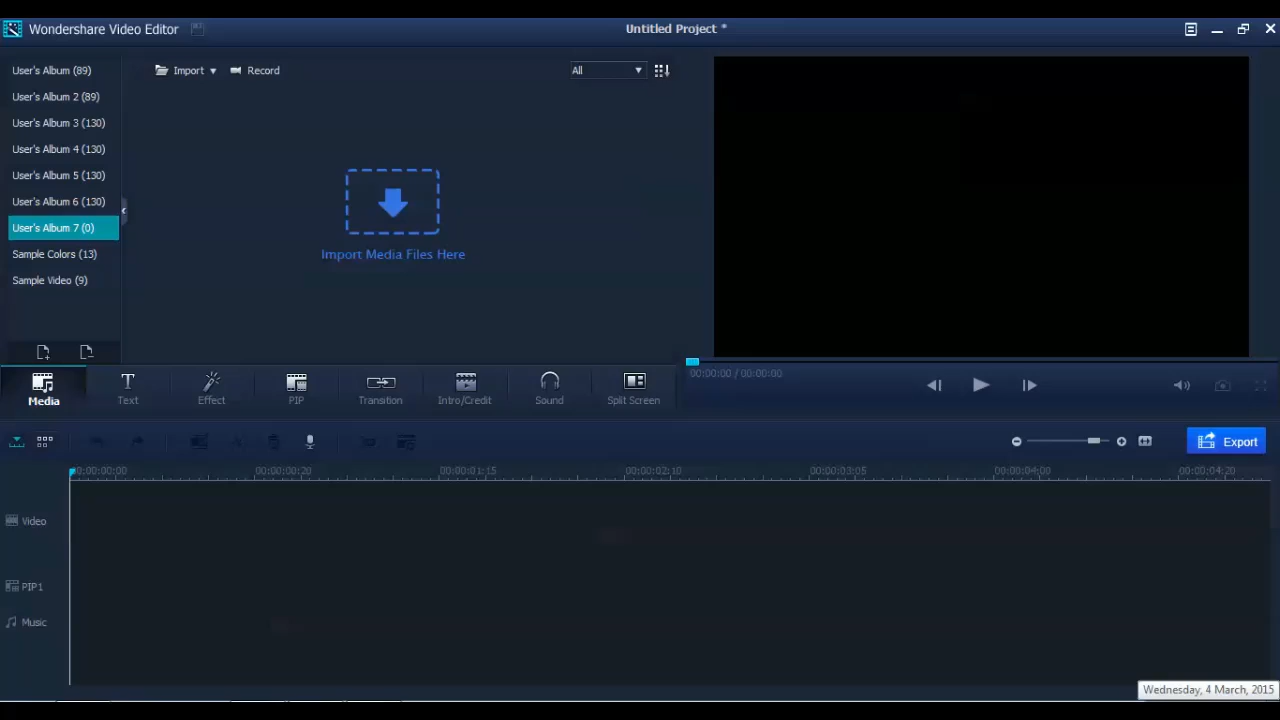 Wondershare Video Editor
Untitled Project *
User's Album (89)
User's Album 2 (89)
User's Album 3 (130)
User's Album 4 (130)
User's Album 5 (130)
User's Album 6 (130)
User's Album 7 (0)
Sample Colors (13)
Sample Video (9)
Import
Record
All
Import Media Files Here
00:00:00 / 00:00:00
Media
Text
Effect
PIP
Transition
Intro/Credit
Sound
Split Screen
Export
00:00:00:00 00:00:00:20 00:00:01:15 00:00:02:10 00:00:03:05 00:00:04:00 00:00:04:20
Video
PIP1
Music
Wednesday, 4 March, 2015